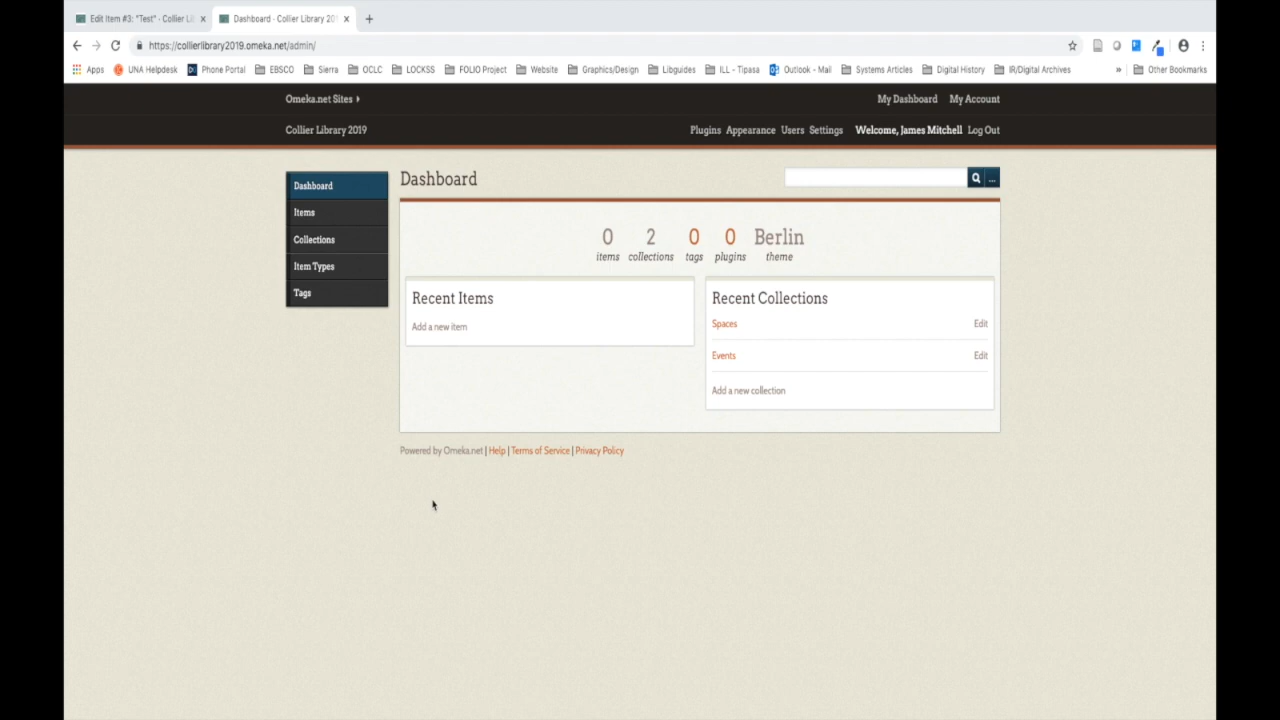 Edit Item #3: "Test" · Collier Li
Dashboard · Collier Library 20
https://collierlibrary2019.omeka.net/admin/
Apps UNA Helpdesk Phone Portal EBSCO Sierra OCLC LOCKSS FOLIO Project Website Graphics/Design Libguides ILL - Tipasa Outlook - Mail Systems Articles Digital History IR/Digital Archives » Other Bookmarks
Omeka.net Sites My Dashboard My Account
Collier Library 2019 Plugins Appearance Users Settings Welcome, James Mitchell Log Out
Dashboard
Items
Collections
Item Types
Tags
Dashboard
...
0 2 0 0 Berlin
items collections tags plugins theme
Recent Items
Add a new item
Recent Collections
Spaces Edit
Events Edit
Add a new collection
Powered by Omeka.net | Help | Terms of Service | Privacy Policy